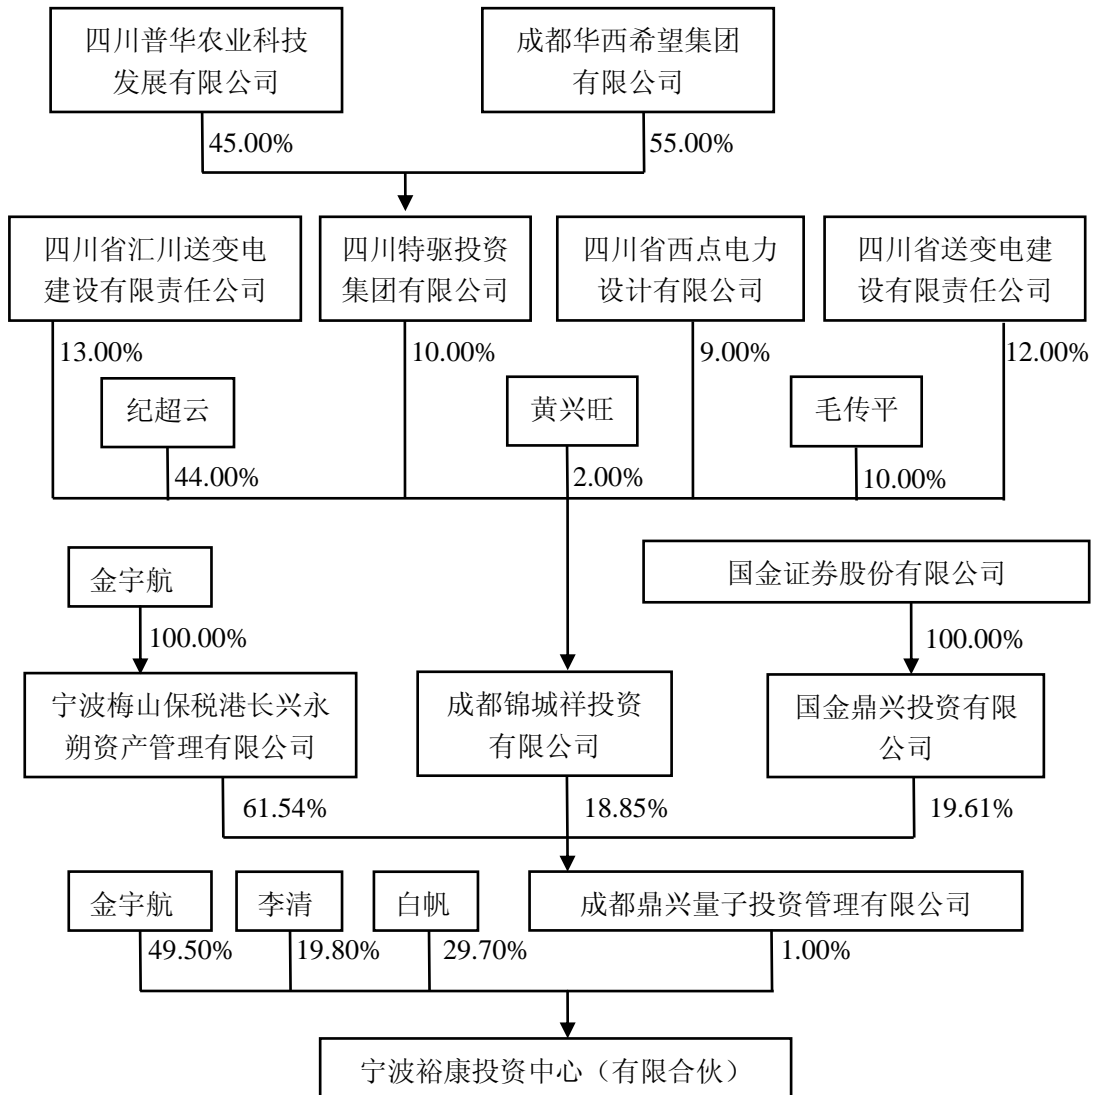 四川普华农业科技
发展有限公司
成都华西希望集团
有限公司
45.00%
55.00%
四川省汇川送变电
建设有限责任公司
四川特驱投资
集团有限公司
四川省西点电力
设计有限公司
四川省送变电建
设有限责任公司
13.00%
10.00%
9.00%
12.00%
纪超云
黄兴旺
毛传平
44.00%
2.00%
10.00%
金宇航
国金证券股份有限公司
100.00%
100.00%
宁波梅山保税港长兴永
朔资产管理有限公司
成都锦城祥投资
有限公司
国金鼎兴投资有限
公司
61.54%
18.85%
19.61%
金宇航
李清
白帆
成都鼎兴量子投资管理有限公司
49.50%
19.80%
29.70%
1.00%
宁波裕康投资中心（有限合伙）